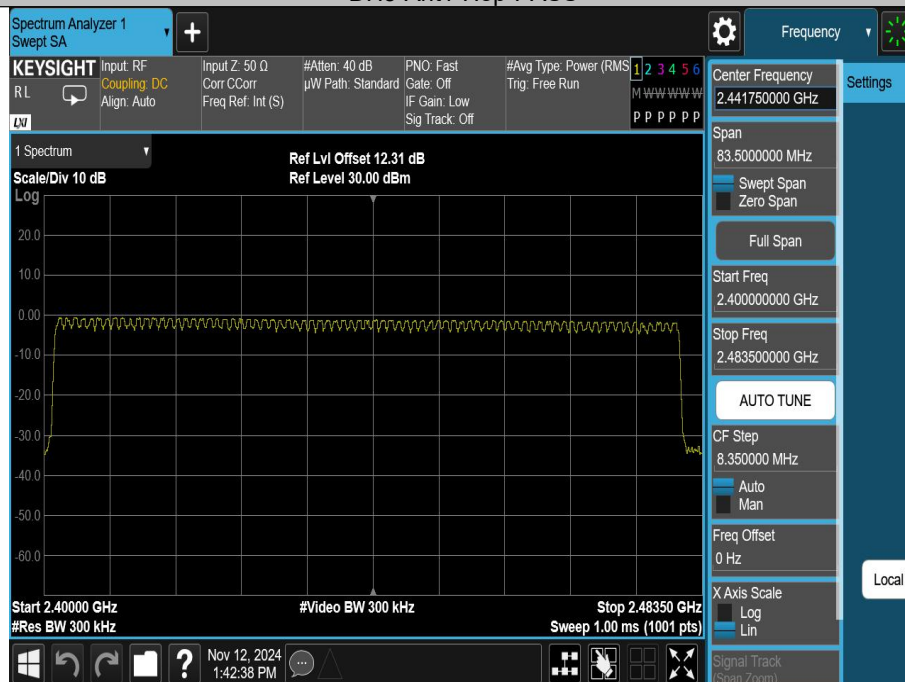 Spectrum Analyzer 1
Swept SA
+
Frequency
KEYSIGHT
RL
LXI
Input: RF
Coupling: DC
Align: Auto
Input Z: 50 Ω
Corr CCorr
Freq Ref: Int (S)
#Atten: 40 dB
µW Path: Standard
PNO: Fast
Gate: Off
IF Gain: Low
Sig Track: Off
#Avg Type: Power (RMS
Trig: Free Run
1 2 3 4 5 6
M W W W W W
P P P P P P
Center Frequency
2.441750000 GHz
Settings
1 Spectrum
Scale/Div 10 dB
Ref Lvl Offset 12.31 dB
Ref Level 30.00 dBm
Log
20.0
10.0
0.00
-10.0
-20.0
-30.0
-40.0
-50.0
-60.0
Span
83.5000000 MHz
Swept Span
Zero Span
Full Span
Start Freq
2.400000000 GHz
Stop Freq
2.483500000 GHz
AUTO TUNE
CF Step
8.350000 MHz
Auto
Man
Freq Offset
0 Hz
X Axis Scale
Log
Lin
Signal Track
(Span Zoom)
Local
Start 2.40000 GHz
#Res BW 300 kHz
#Video BW 300 kHz
Stop 2.48350 GHz
Sweep 1.00 ms (1001 pts)
?
Nov 12, 2024
1:42:38 PM